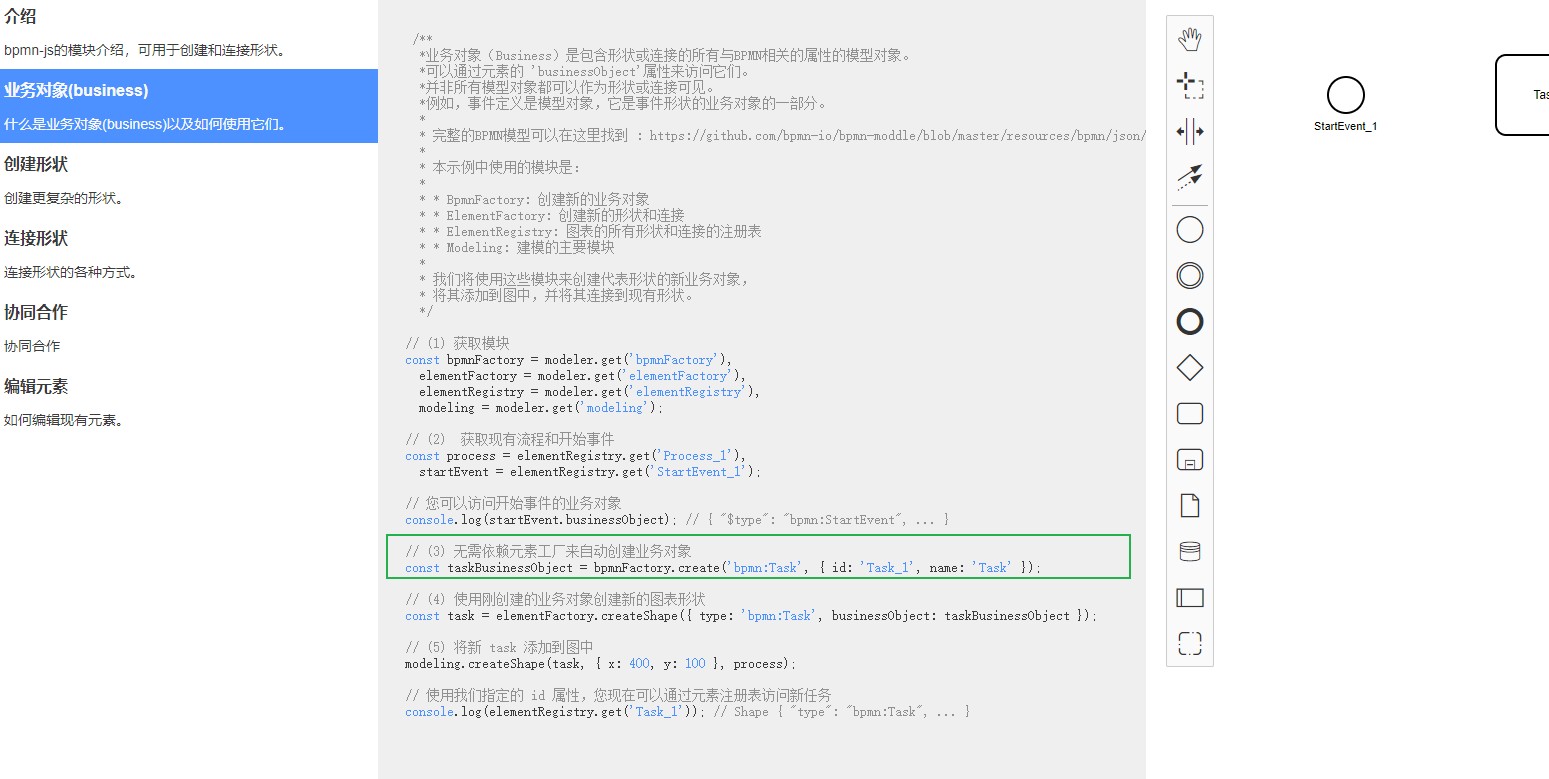 介绍
bpmn-js的模块介绍，可用于创建和连接形状。
业务对象(business)
什么是业务对象(business)以及如何使用它们。
创建形状
创建更复杂的形状。
连接形状
连接形状的各种方式。
协同合作
协同合作
编辑元素
如何编辑现有元素。
/**
*业务对象（Business）是包含形状或连接的所有与BPMN相关的属性的模型对象。
*可以通过元素的 'businessObject'属性来访问它们。
*并非所有模型对象都可以作为形状或连接可见。
*例如，事件定义是模型对象，它是事件形状的业务对象的一部分。
*
* 完整的BPMN模型可以在这里找到 : https://github.com/bpmn-io/bpmn-moddle/blob/master/resources/bpmn/json/
*
* 本示例中使用的模块是：
*
* * BpmnFactory: 创建新的业务对象
* * ElementFactory: 创建新的形状和连接
* * ElementRegistry: 图表的所有形状和连接的注册表
* * Modeling: 建模的主要模块
*
* 我们将使用这些模块来创建代表形状的新业务对象，
* 将其添加到图中，并将其连接到现有形状。
*/
// (1) 获取模块
const bpmnFactory = modeler.get('bpmnFactory'),
elementFactory = modeler.get('elementFactory'),
elementRegistry = modeler.get('elementRegistry'),
modeling = modeler.get('modeling');
// (2) 获取现有流程和开始事件
const process = elementRegistry.get('Process_1'),
startEvent = elementRegistry.get('StartEvent_1');
// 您可以访问开始事件的业务对象
console.log(startEvent.businessObject); // { "$type": "bpmn:StartEvent", ... }
// (3) 无需依赖元素工厂来自动创建业务对象
const taskBusinessObject = bpmnFactory.create('bpmn:Task', { id: 'Task_1', name: 'Task' });
// (4) 使用刚创建的业务对象创建新的图表形状
const task = elementFactory.createShape({ type: 'bpmn:Task', businessObject: taskBusinessObject });
// (5) 将新 task 添加到图中
modeling.createShape(task, { x: 400, y: 100 }, process);
// 使用我们指定的 id 属性，您现在可以通过元素注册表访问新任务
console.log(elementRegistry.get('Task_1')); // Shape { "type": "bpmn:Task", ... }
StartEvent_1
Tas